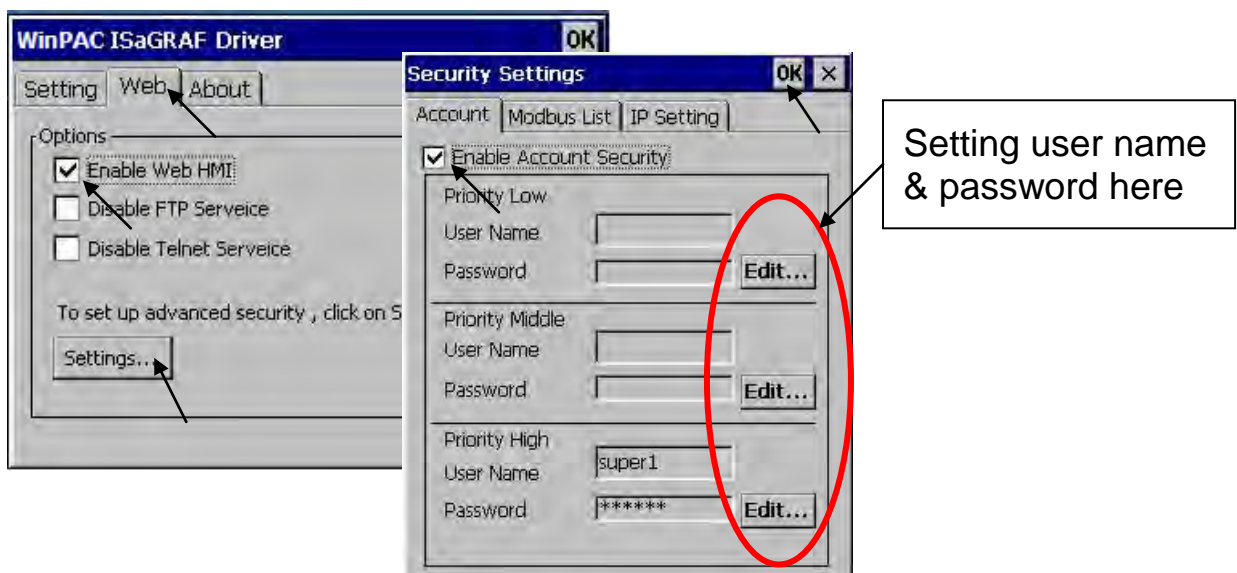 WinPAC ISaGRAF Driver OK
Setting Web About
Options
Enable Web HMI
Disable FTP Serveice
Disable Telnet Serveice
To set up advanced security , click on S
Settings...
Security Settings OK ×
Account Modbus List IP Setting
Enable Account Security
Priority Low
User Name
Password Edit...
Priority Middle
User Name
Password Edit...
Priority High
User Name super1
Password ****** Edit...
Setting user name
& password here